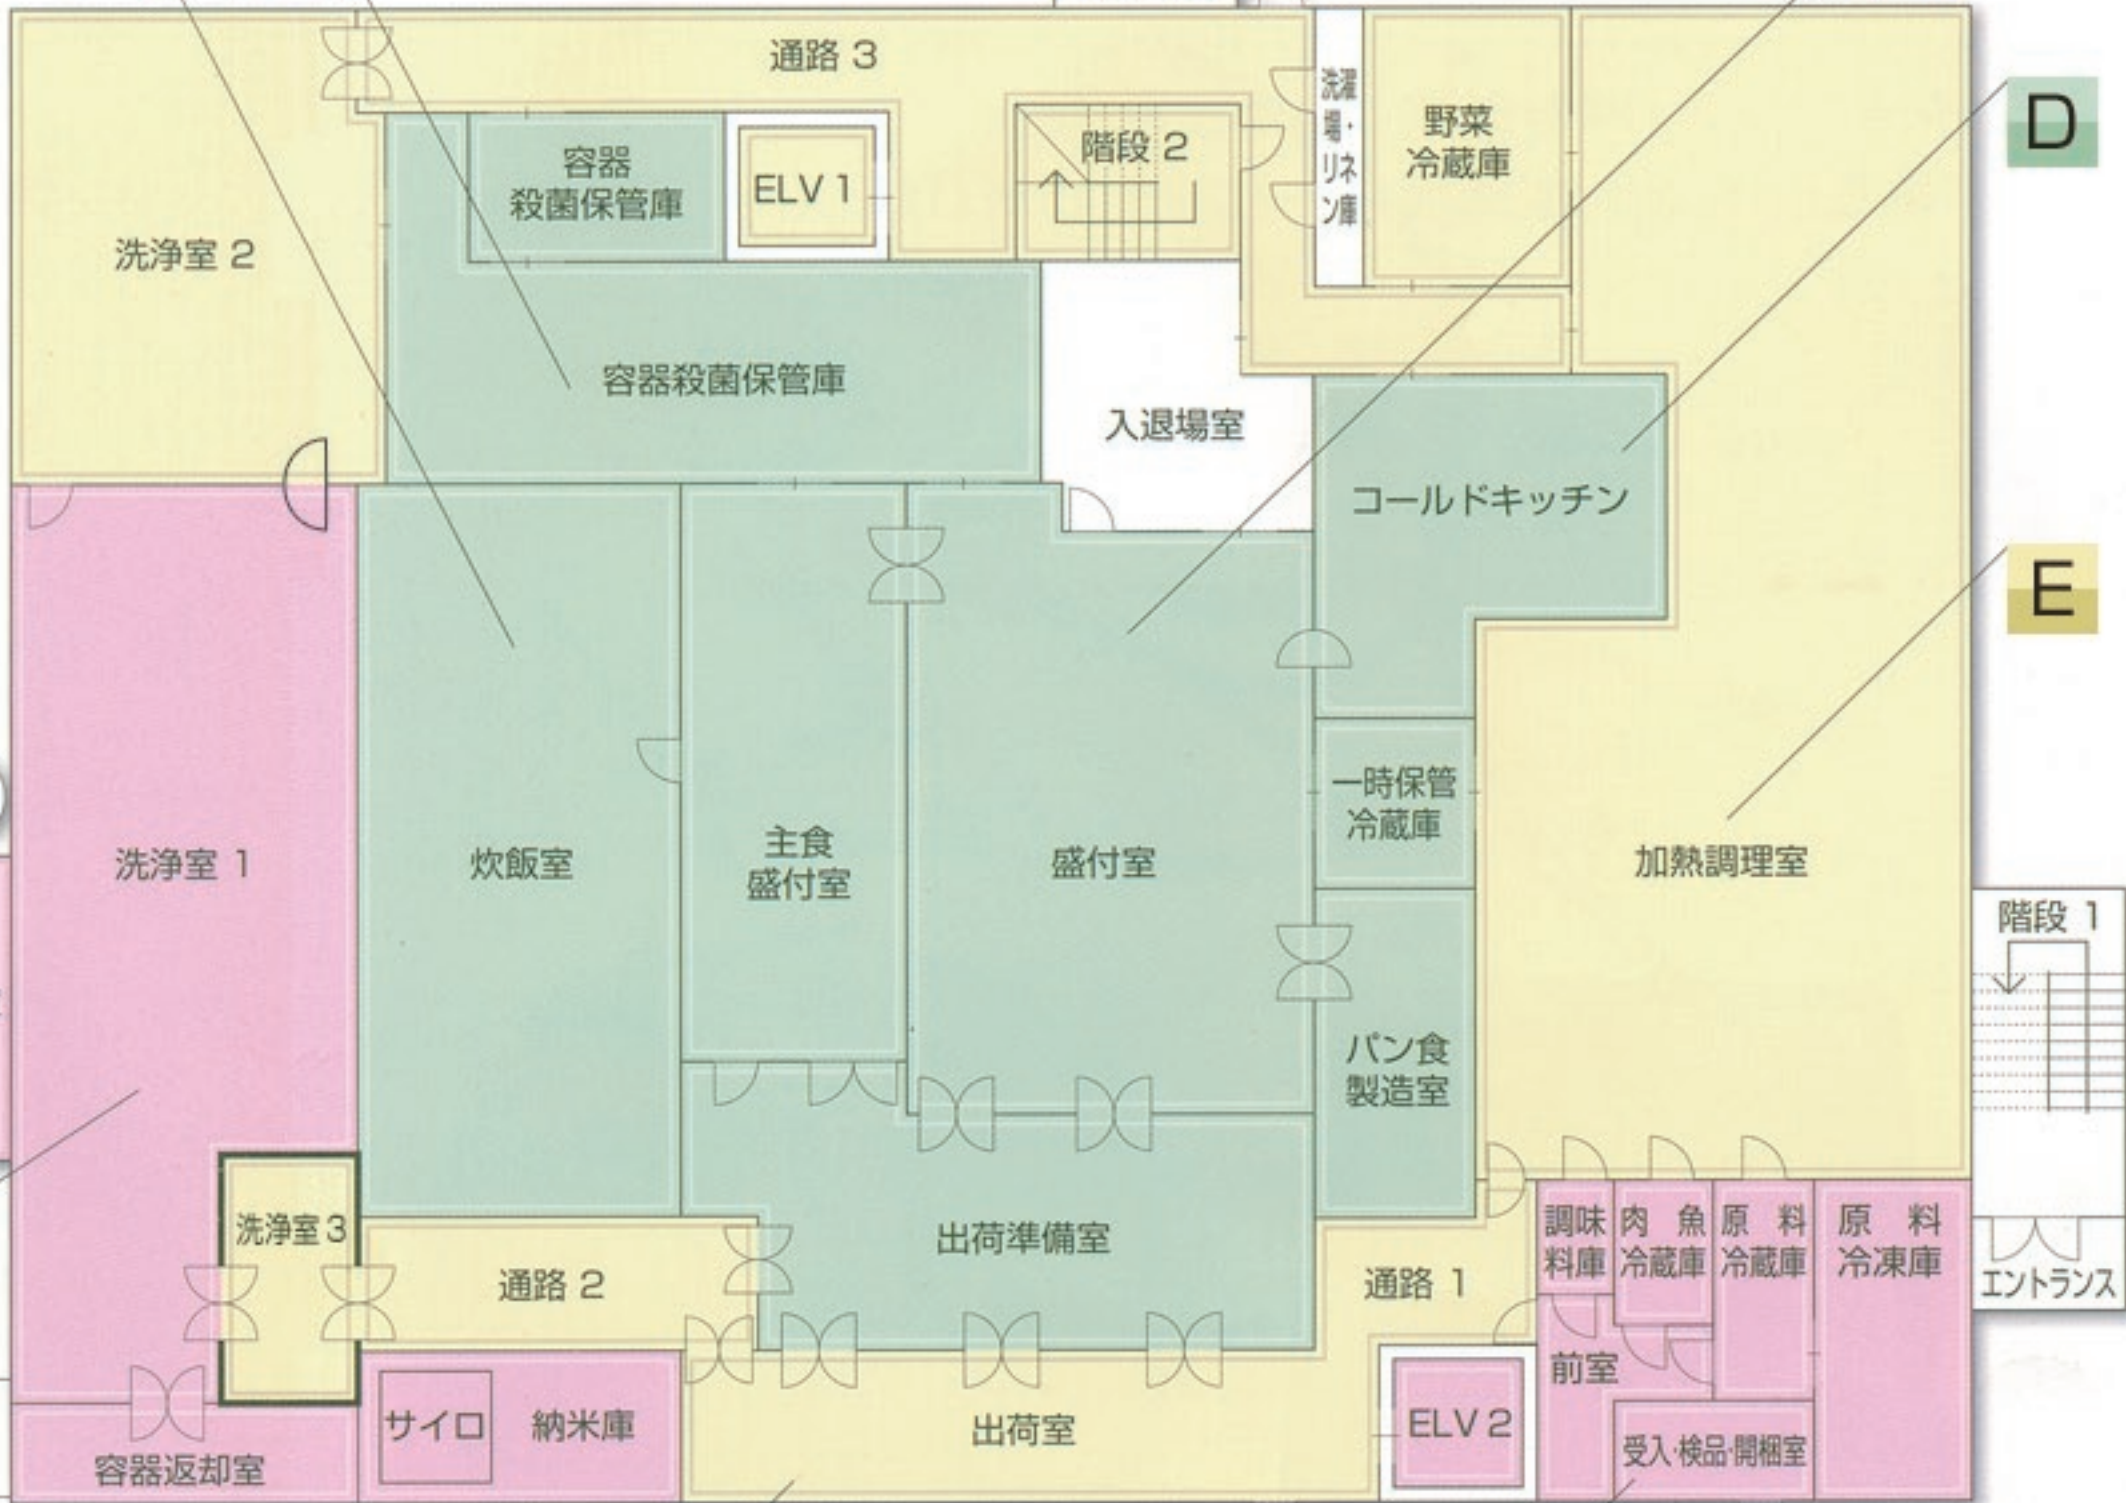 通路 3
洗濯
場・
リネ
ン庫
野菜
冷蔵庫
D
容器
殺菌保管庫
ELV 1
階段 2
洗浄室 2
容器殺菌保管庫
入退場室
コールドキッチン
E
洗浄室 1
炊飯室
主食
盛付室
盛付室
一時保管
冷蔵庫
加熱調理室
パン食
製造室
階段 1
洗浄室 3
通路 2
出荷準備室
通路 1
調味
料庫
肉 魚
冷蔵庫
原 料
冷蔵庫
原 料
冷凍庫
エントランス
前室
サイロ
納米庫
出荷室
ELV 2
受入・検品・開梱室
容器返却室